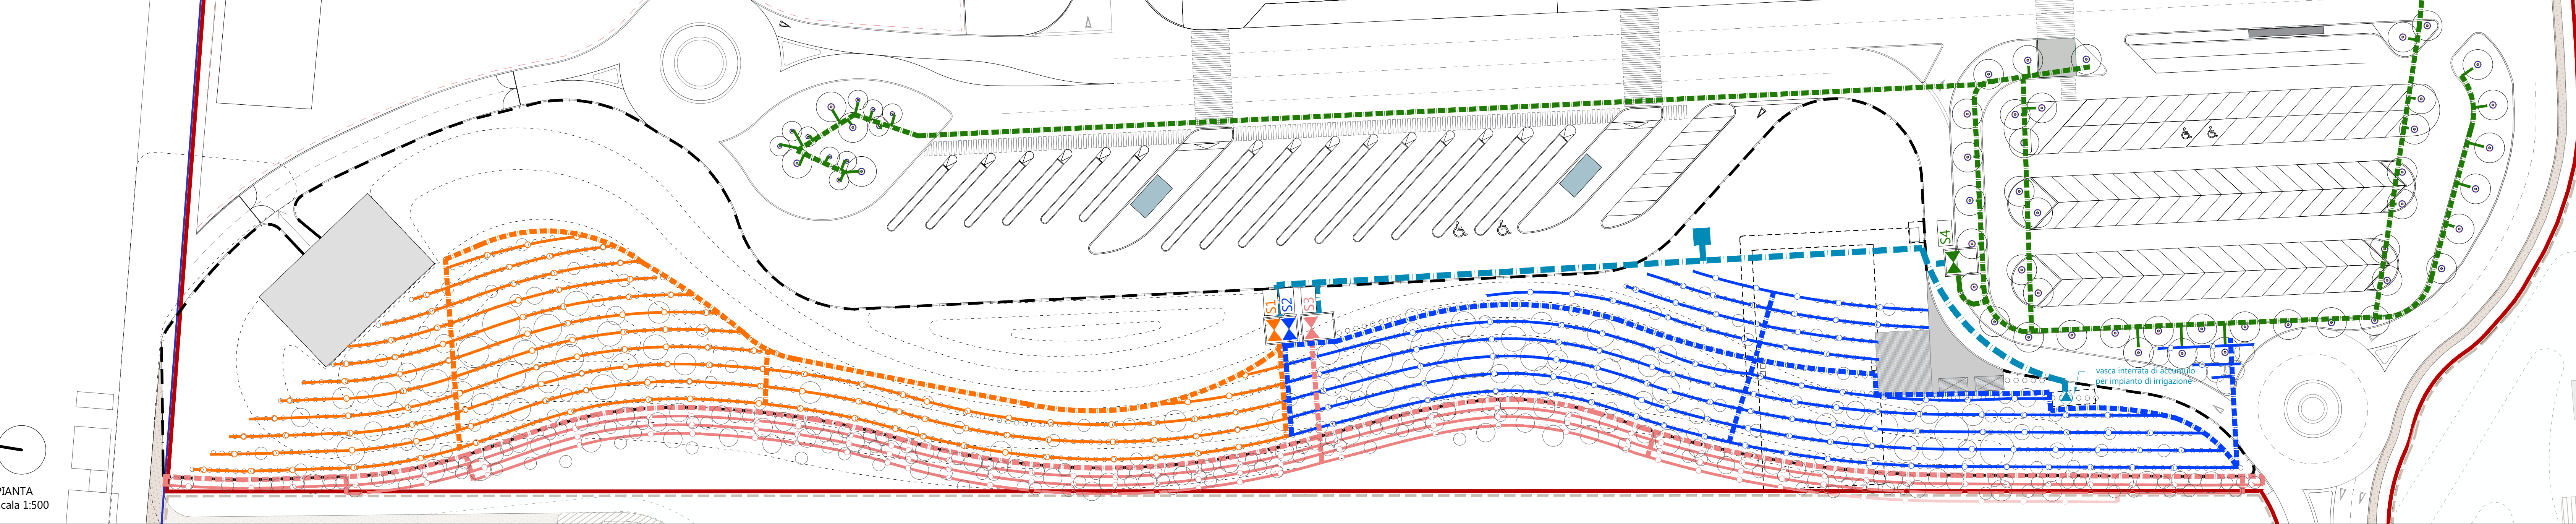 S4
S1
S2
S3
vasca interrata di accumulo
per impianto di irrigazione
PIANTA
cala 1:500